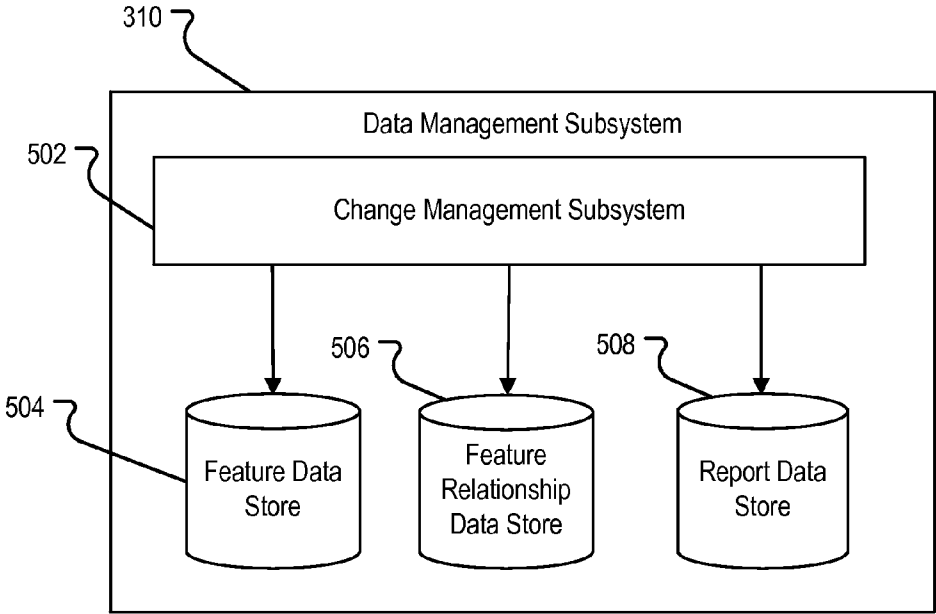 310
Data Management Subsystem
502
Change Management Subsystem
506
508
504
Feature Data
Store
Feature
Relationship
Data Store
Report Data
Store